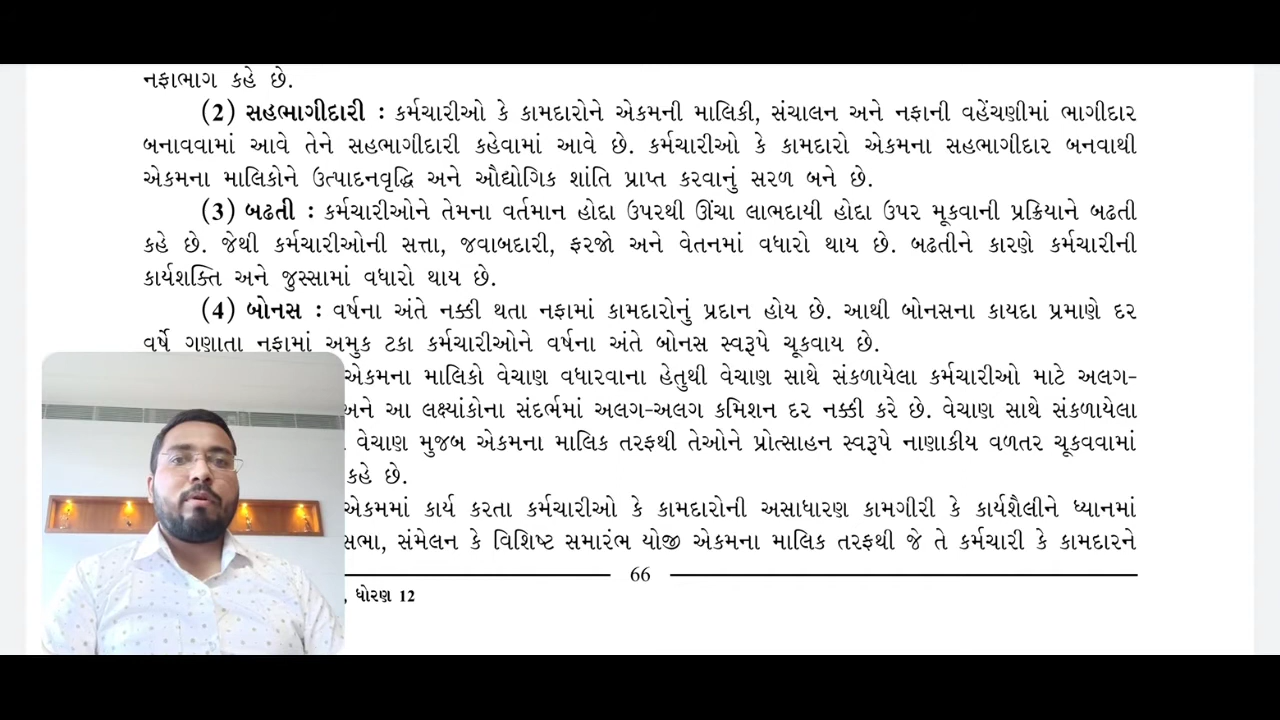 નફાભાગ કહે છે.
(2) સહભાગીદારી : કર્મચારીઓ કે કામદારોને એકમની માલિકી, સંચાલન અને નફાની વહેંચણીમાં ભાગીદાર
બનાવવામાં આવે તેને સહભાગીદારી કહેવામાં આવે છે. કર્મચારીઓ કે કામદારો એકમના સહભાગીદાર બનવાથી
એકમના માલિકોને ઉત્પાદનવૃદ્ધિ અને ઔદ્યોગિક શાંતિ પ્રાપ્ત કરવાનું સરળ બને છે.
(3) બઢતી : કર્મચારીઓને તેમના વર્તમાન હોદા ઉપરથી ઊંચા લાભદાયી હોદા ઉપર મૂકવાની પ્રક્રિયાને બઢતી
કહે છે. જેથી કર્મચારીઓની સત્તા, જવાબદારી, ફરજો અને વેતનમાં વધારો થાય છે. બઢતીને કારણે કર્મચારીની
કાર્યશક્તિ અને જુસ્સામાં વધારો થાય છે.
(4) બોનસ : વર્ષના અંતે નક્કી થતા નફામાં કામદારોનું પ્રદાન હોય છે. આથી બોનસના કાયદા પ્રમાણે દર
વર્ષે ગણાતા નફામાં અમુક ટકા કર્મચારીઓને વર્ષના અંતે બોનસ સ્વરૂપે ચૂકવાય છે.
એકમના માલિકો વેચાણ વધારવાના હેતુથી વેચાણ સાથે સંકળાયેલા કર્મચારીઓ માટે અલગ-
અને આ લક્ષ્યાંકોના સંદર્ભમાં અલગ-અલગ કમિશન દર નક્કી કરે છે. વેચાણ સાથે સંકળાયેલા
વેચાણ મુજબ એકમના માલિક તરફથી તેઓને પ્રોત્સાહન સ્વરૂપે નાણાકીય વળતર ચૂકવવામાં
કહે છે.
એકમમાં કાર્ય કરતા કર્મચારીઓ કે કામદારોની અસાધારણ કામગીરી કે કાર્યશૈલીને ધ્યાનમાં
સભા, સંમેલન કે વિશિષ્ટ સમારંભ યોજી એકમના માલિક તરફથી જે તે કર્મચારી કે કામદારને
66
, ધોરણ 12